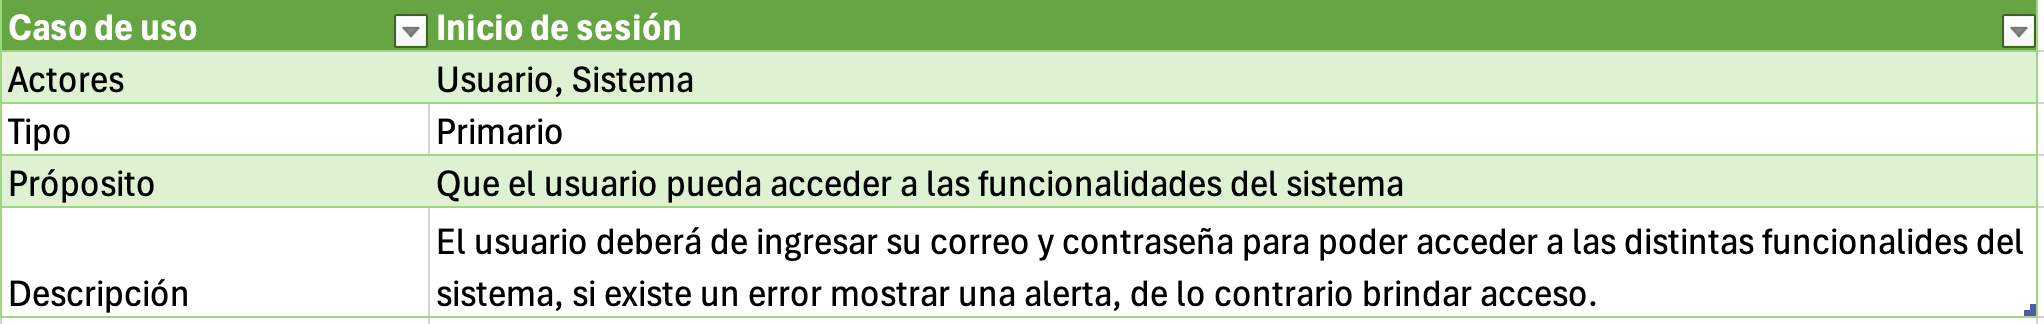 Caso de uso Inicio de sesión
Actores Usuario, Sistema
Tipo Primario
Próposito Que el usuario pueda acceder a las funcionalidades del sistema
El usuario deberá de ingresar su correo y contraseña para poder acceder a las distintas funcionalides del
Descripción sistema, si existe un error mostrar una alerta, de lo contrario brindar acceso.